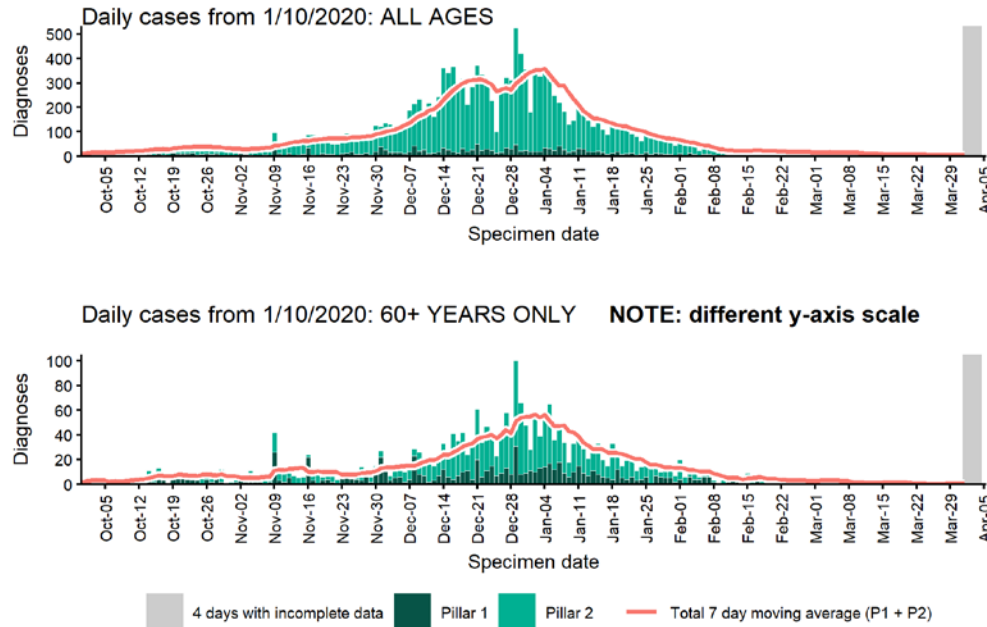 Daily cases from 1/10/2020: ALL AGES
500
400
300
200
100
0
Diagnoses
Oct-05 Oct-12 Oct-19 Oct-26 Nov-02 Nov-09 Nov-16 Nov-23 Nov-30 Dec-07 Dec-14 Dec-21 Dec-28 Jan-04 Jan-11 Jan-18 Jan-25 Feb-01 Feb-08 Feb-15 Feb-22 Mar-01 Mar-08 Mar-15 Mar-22 Mar-29 Apr-05
Specimen date
Daily cases from 1/10/2020: 60+ YEARS ONLY NOTE: different y-axis scale
100
80
60
40
20
0
Diagnoses
Oct-05 Oct-12 Oct-19 Oct-26 Nov-02 Nov-09 Nov-16 Nov-23 Nov-30 Dec-07 Dec-14 Dec-21 Dec-28 Jan-04 Jan-11 Jan-18 Jan-25 Feb-01 Feb-08 Feb-15 Feb-22 Mar-01 Mar-08 Mar-15 Mar-22 Mar-29 Apr-05
Specimen date
4 days with incomplete data Pillar 1 Pillar 2 Total 7 day moving average (P1 + P2)